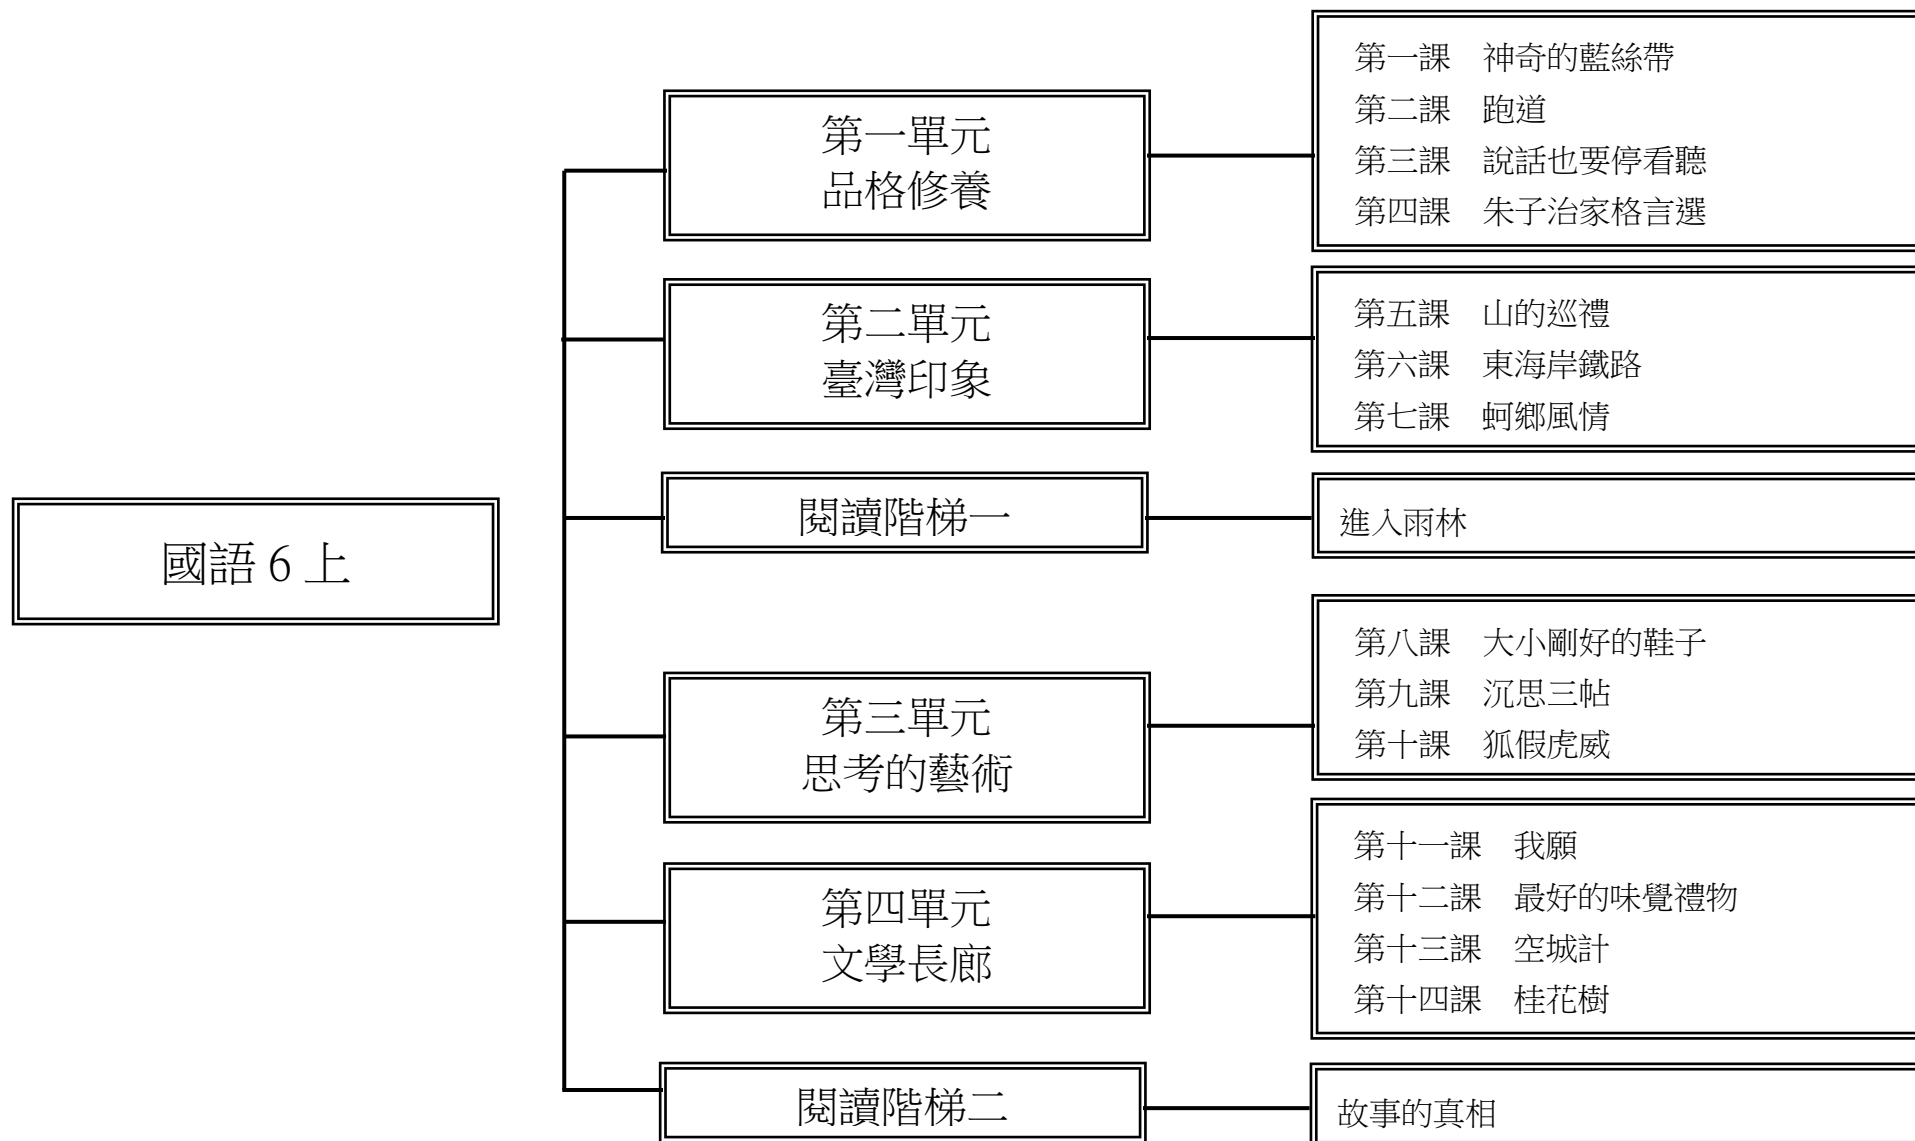 國語 6 上
第一單元
品格修養
第一課　神奇的藍絲帶
第二課　跑道
第三課　說話也要停看聽
第四課　朱子治家格言選
第二單元
臺灣印象
第五課　山的巡禮
第六課　東海岸鐵路
第七課　蚵鄉風情
閱讀階梯一
進入雨林
第三單元
思考的藝術
第八課　大小剛好的鞋子
第九課　沉思三帖
第十課　狐假虎威
第四單元
文學長廊
第十一課　我願
第十二課　最好的味覺禮物
第十三課　空城計
第十四課　桂花樹
閱讀階梯二
故事的真相